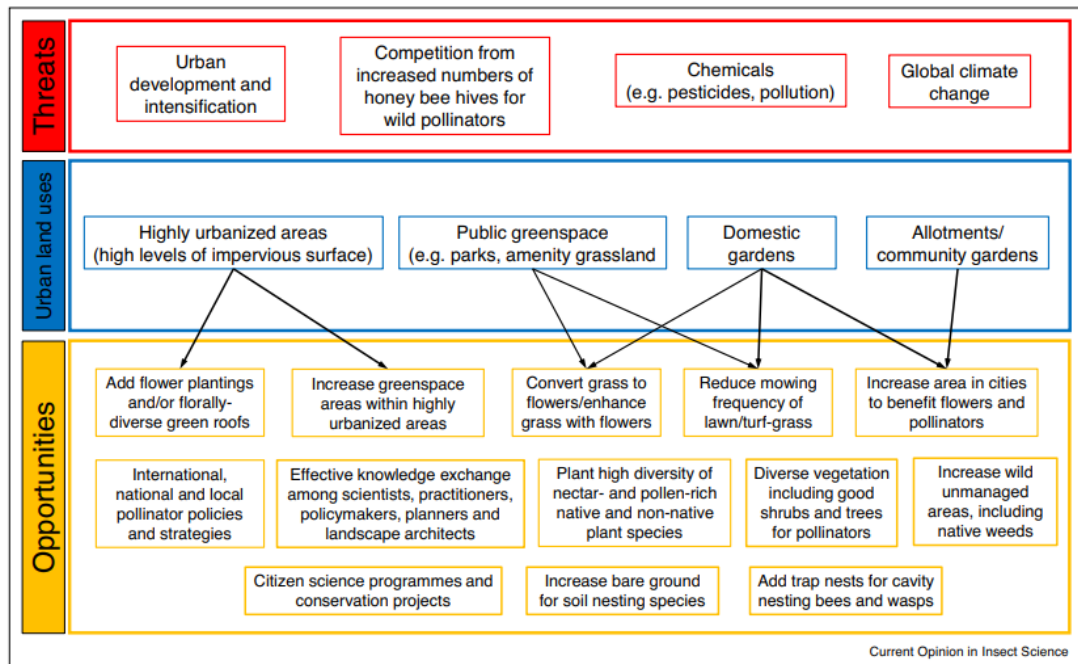 Threats
Urban
development and
intensification
Competition from
increased numbers of
honey bee hives for
wild pollinators
Chemicals
(e.g. pesticides, pollution)
Global climate
change
Urban land uses
Highly urbanized areas
(high levels of impervious surface)
Public greenspace
(e.g. parks, amenity grassland
Domestic
gardens
Allotments/
community gardens
Opportunities
Add flower plantings
and/or florally-
diverse green roofs
Increase greenspace
areas within highly
urbanized areas
Convert grass to
flowers/enhance
grass with flowers
Reduce mowing
frequency of
lawn/turf-grass
Increase area in cities
to benefit flowers and
pollinators
International,
national and local
pollinator policies
and strategies
Effective knowledge exchange
among scientists, practitioners,
policymakers, planners and
landscape architects
Plant high diversity of
nectar- and pollen-rich
native and non-native
plant species
Diverse vegetation
including good
shrubs and trees
for pollinators
Increase wild
unmanaged
areas, including
native weeds
Citizen science programmes and
conservation projects
Increase bare ground
for soil nesting species
Add trap nests for cavity
nesting bees and wasps
Current Opinion in Insect Science